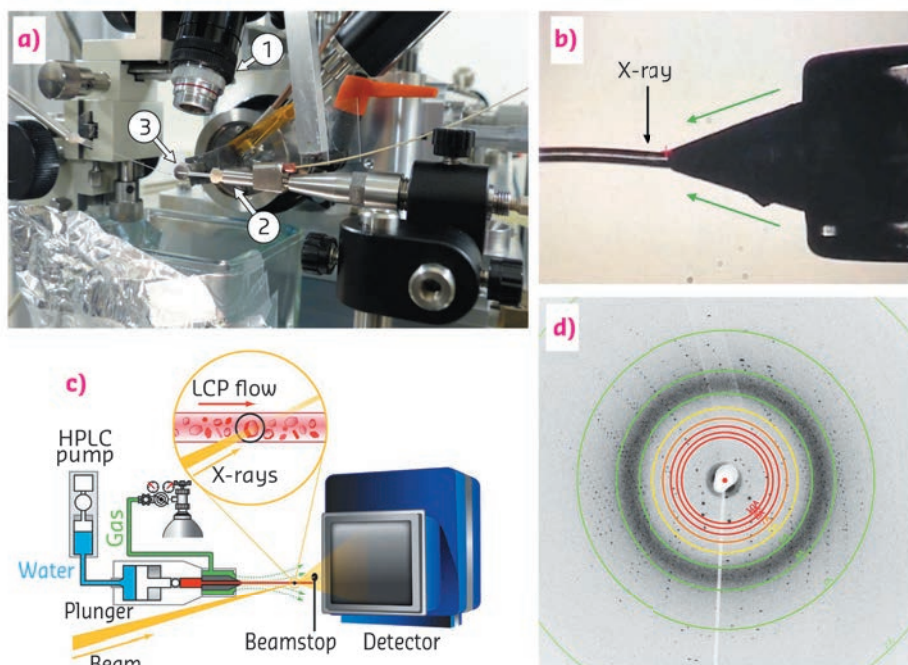 a)
1
3
2
b)
X-ray
c)
LCP flow
X-rays
HPLC
pump
Gas
Water
Plunger
Beam
Beamstop
Detector
d)